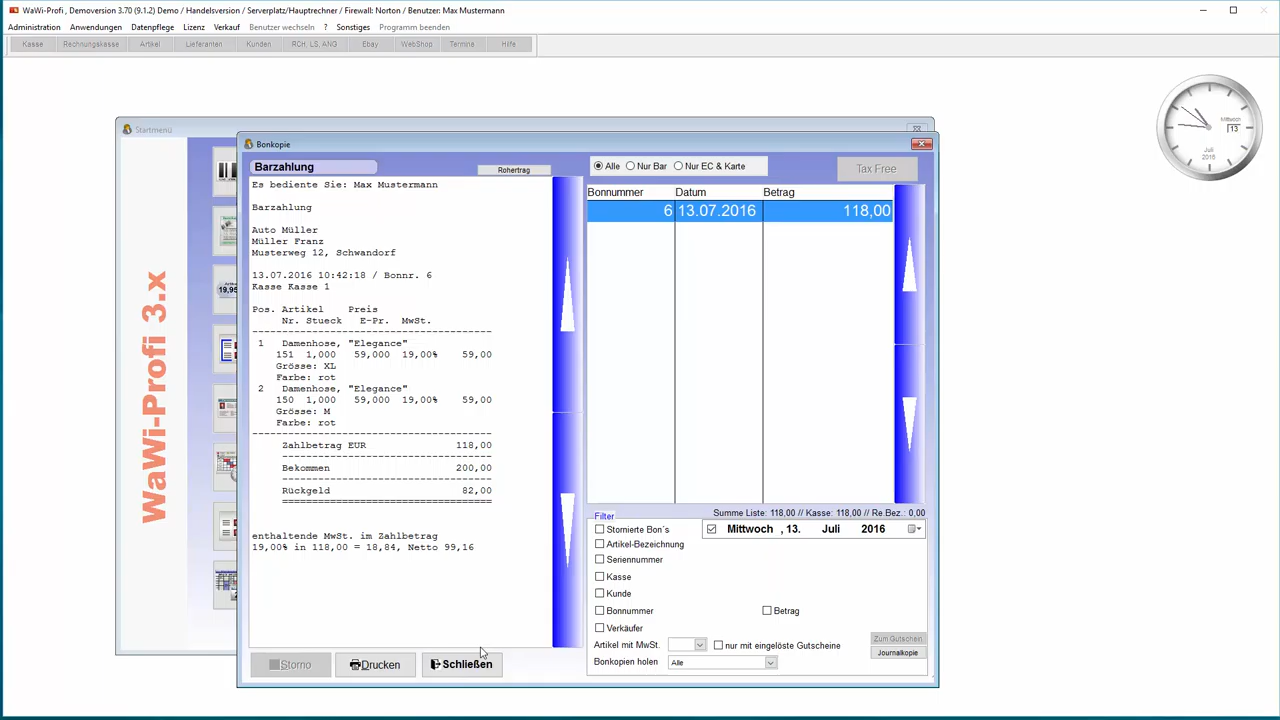 WaWi-Profi, Demoversion 3.70 (9.1.2) Demo / Handelsversion / Serverplatz/Hauptrechner / Firewall: Norton / Benutzer: Max Mustermann
Administration Anwendungen Datenpflege Lizenz Verkauf Benutzer wechseln ? Sonstiges Programm beenden
Kasse Rechnungskasse Artikel Lieferanten Kunden RCH, LS, ANG Ebay WebShop Termine Hilfe
Mittwoch
13
Juli
2016
Startmenü
WaWi-Profi 3.x
Bonkopie
Barzahlung
Rohertrag
Es bediente Sie: Max Mustermann
Barzahlung
Auto Müller
Müller Franz
Musterweg 12, Schwandorf
13.07.2016 10:42:18 / Bonnr. 6
Kasse Kasse 1
Pos. Artikel Preis
Nr. Stueck E-Pr. MwSt.
1 Damenhose, "Elegance"
151 1,000 59,000 19,00% 59,00
Grösse: XL
Farbe: rot
2 Damenhose, "Elegance"
150 1,000 59,000 19,00% 59,00
Grösse: M
Farbe: rot
Zahlbetrag EUR 118,00
Bekommen 200,00
Rückgeld 82,00
enthaltende MwSt. im Zahlbetrag
19,00% in 118,00 = 18,84, Netto 99,16
Storno Drucken Schließen
Alle Nur Bar Nur EC & Karte
Tax Free
Bonnummer Datum Betrag
6 13.07.2016 118,00
Summe Liste: 118,00 // Kasse: 118,00 // Re.Bez.: 0,00
Filter
Stornierte Bon´s
Mittwoch , 13. Juli 2016
Artikel-Bezeichnung
Seriennummer
Kasse
Kunde
Bonnummer Betrag
Verkäufer
Artikel mit MwSt. nur mit eingelöste Gutscheine
Zum Gutschein
Bonkopien holen Alle
Journalkopie